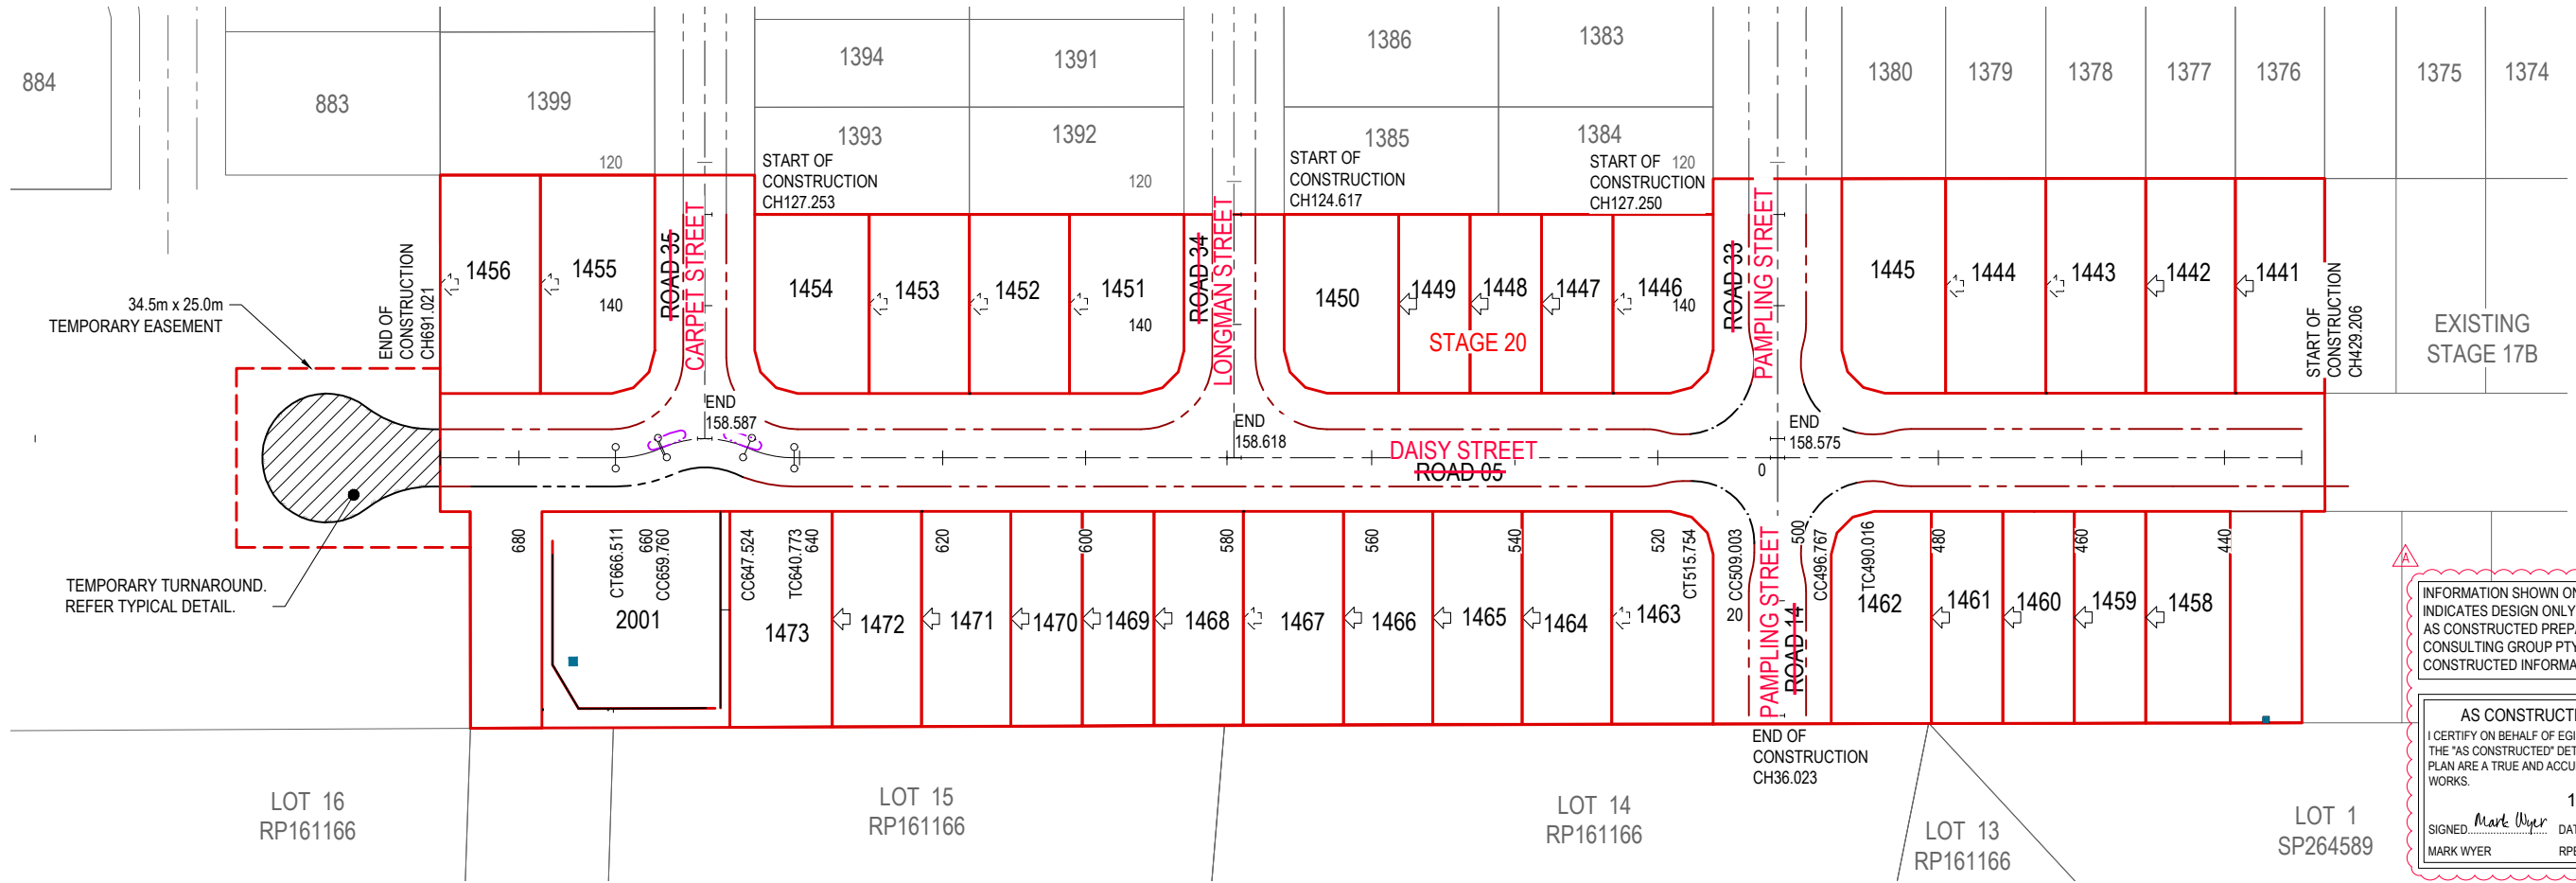 884
883
1399
1394
1391
1393
1392
1386
1383
1385
1384
1380
1379
1378
1377
1376
1375
1374
120
START OF
CONSTRUCTION
CH127.253
120
START OF
CONSTRUCTION
CH124.617
START OF 120
CONSTRUCTION
CH127.250
34.5m x 25.0m
TEMPORARY EASEMENT
END OF
CONSTRUCTION
CH691.021
1456
1455
140
ROAD 35
CARPET STREET
1454
1453
1452
1451
140
ROAD 34
LONGMAN STREET
1450
1449
1448
1447
1446
140
STAGE 20
ROAD 33
PAMPLING STREET
1445
1444
1443
1442
1441
START OF
CONSTRUCTION
CH429.206
EXISTING
STAGE 17B
END
158.587
END
158.618
END
158.575
DAISY STREET
ROAD 05
0
TEMPORARY TURNAROUND.
REFER TYPICAL DETAIL.
680
CT666.511
660
CC659.760
CC647.524
TC640.773
640
620
600
580
560
540
520
CT515.754
CC509.003
500
CC496.767
TC490.016
480
460
440
2001
1473
1472
1471
1470
1469
1468
1467
1466
1465
1464
1463
20
PAMPLING STREET
ROAD 14
1462
1461
1460
1459
1458
END OF
CONSTRUCTION
CH36.023
LOT 16
RP161166
LOT 15
RP161166
LOT 14
RP161166
LOT 13
RP161166
LOT 1
SP264589
A
INFORMATION SHOWN ON
INDICATES DESIGN ONLY
AS CONSTRUCTED PREPA
CONSULTING GROUP PTY
CONSTRUCTED INFORMA
AS CONSTRUCT
I CERTIFY ON BEHALF OF EGI
THE "AS CONSTRUCTED" DET
PLAN ARE A TRUE AND ACCU
WORKS.
1
SIGNED Mark Wyer DAT
MARK WYER RPE